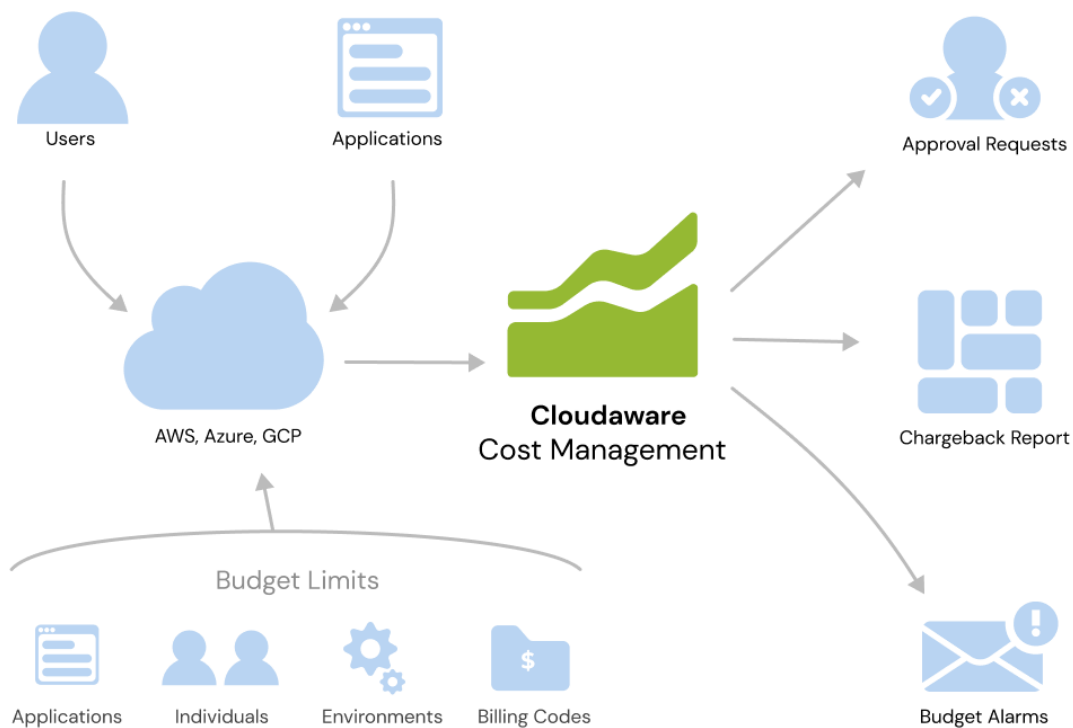 Users
Applications
Approval Requests
AWS, Azure, GCP
Cloudaware
Cost Management
Chargeback Report
Budget Limits
$
!
Applications
Individuals
Environments
Billing Codes
Budget Alarms